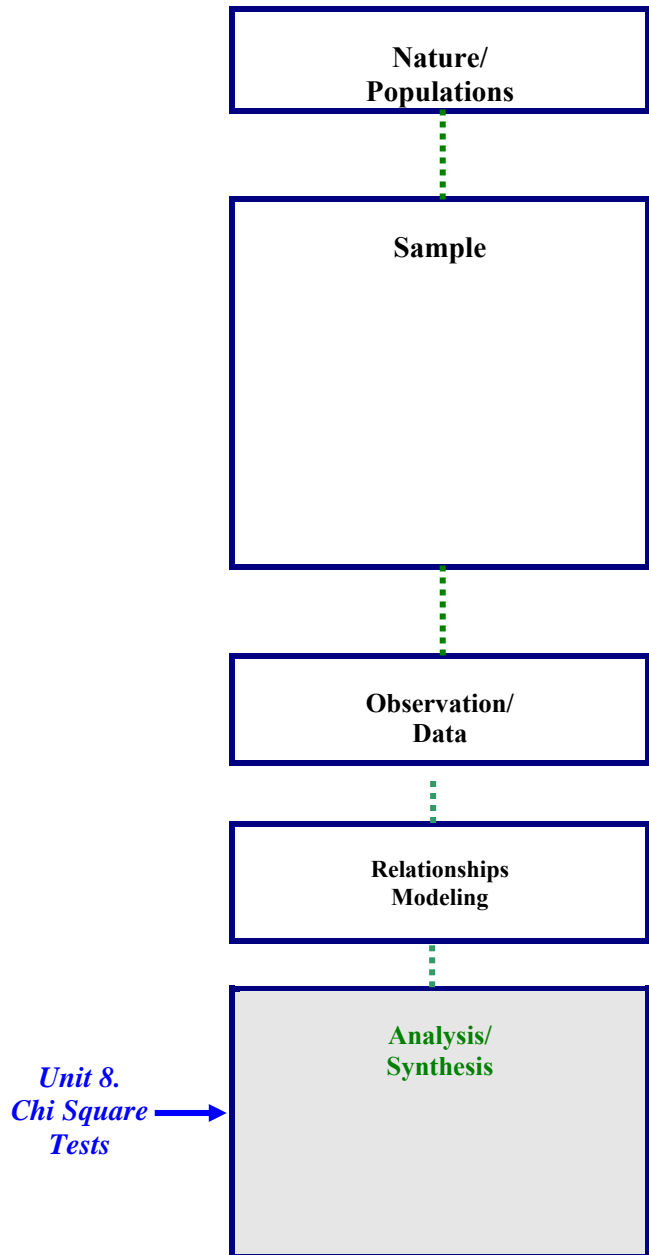 Nature/
Populations
Sample
Observation/
Data
Relationships
Modeling
Analysis/
Synthesis
Unit 8.
Chi Square
Tests